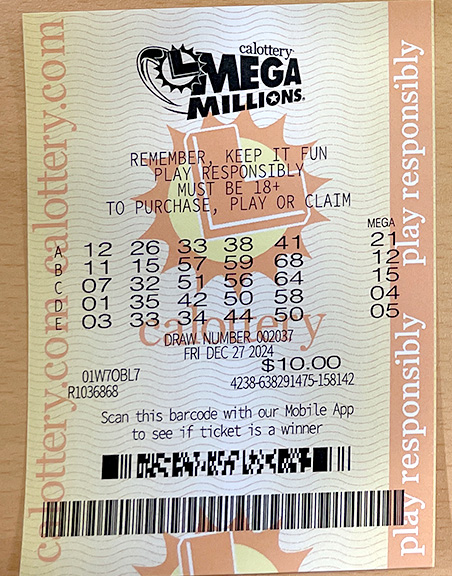 calottery
MEGA
MILLIONS
REMEMBER, KEEP IT FUN
PLAY RESPONSIBLY
MUST BE 18+
TO PURCHASE, PLAY OR CLAIM
MEGA
A 12 26 33 38 41 21
B 11 15 57 59 68 12
C 07 32 51 56 64 15
D 01 35 42 50 58 04
E 03 33 34 44 50 05
calottery
DRAW NUMBER 002037
FRI DEC 27 2024
$10.00
01W7OBL7 4238-638291475-158142
R1036868
Scan this barcode with our Mobile App
to see if ticket is a winner
calottery.com calottery.com
play responsibly play responsibly